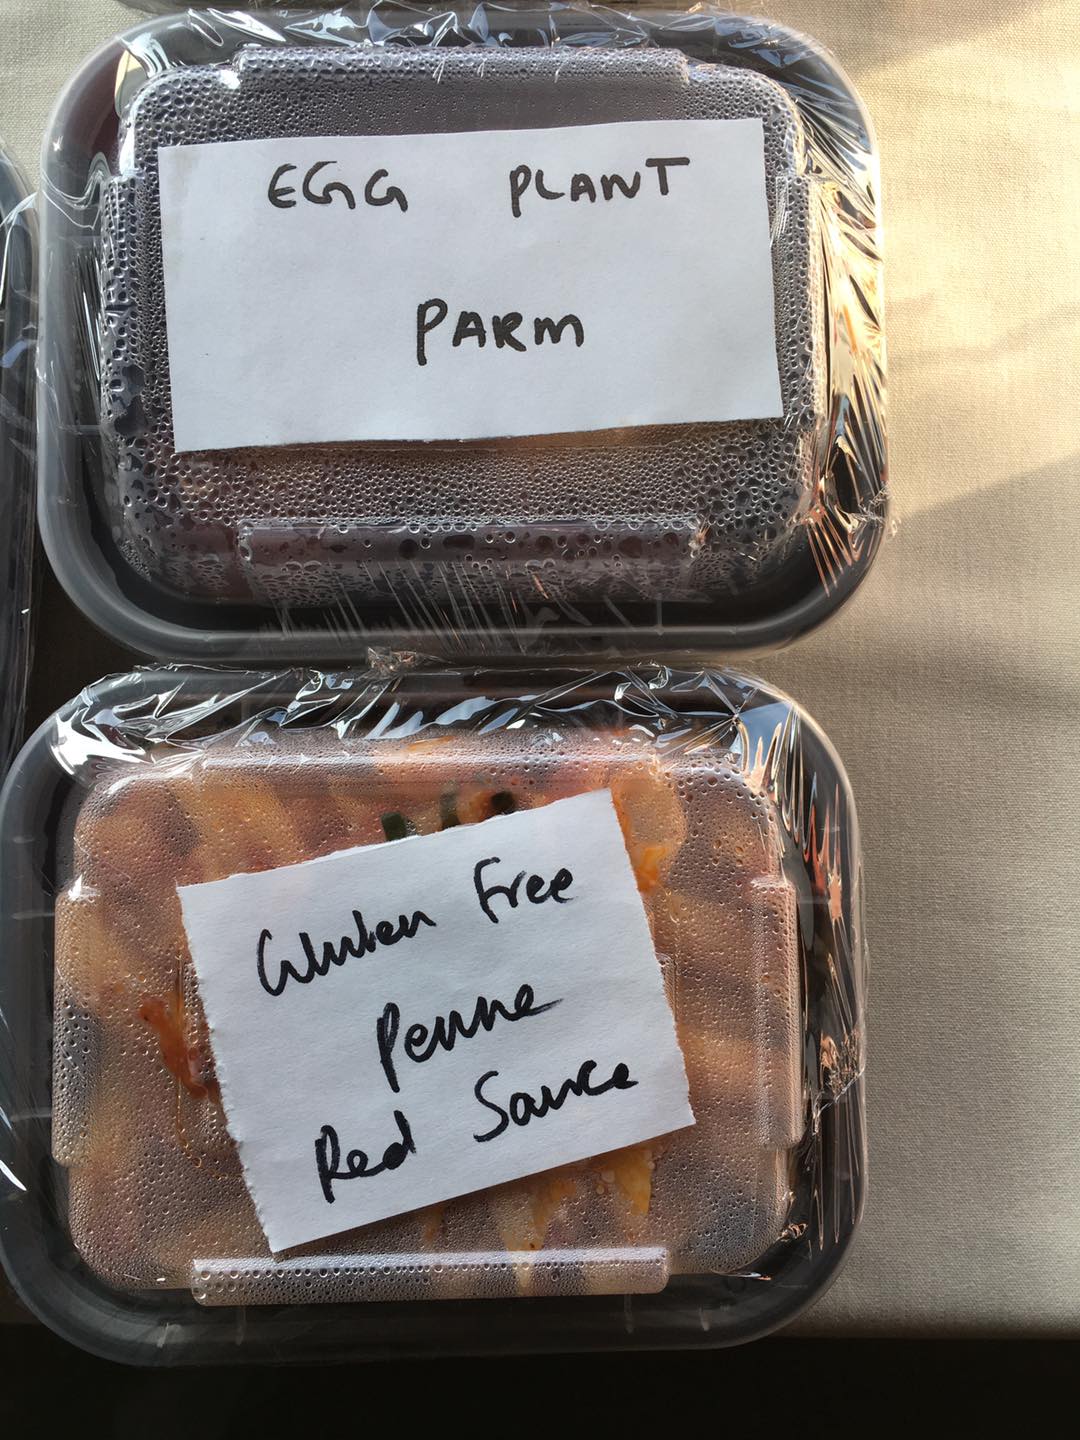 EGG PLANT
PARM
Gluten Free
Penne
Red Sauce